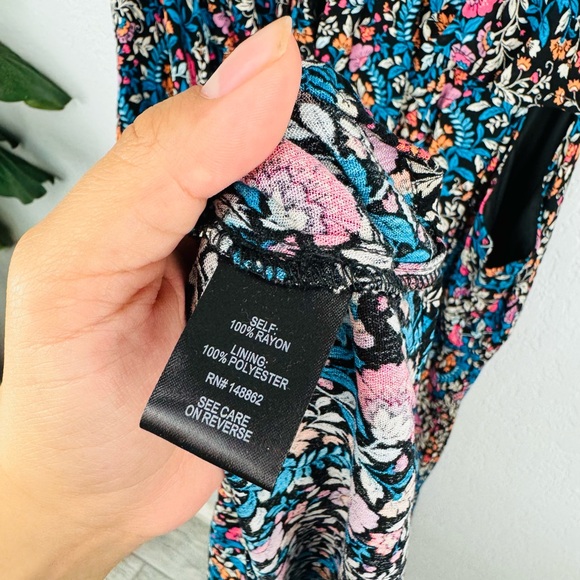 SELF:
100% RAYON
LINING:
100% POLYESTER
RN# 148862
SEE CARE
ON REVERSE